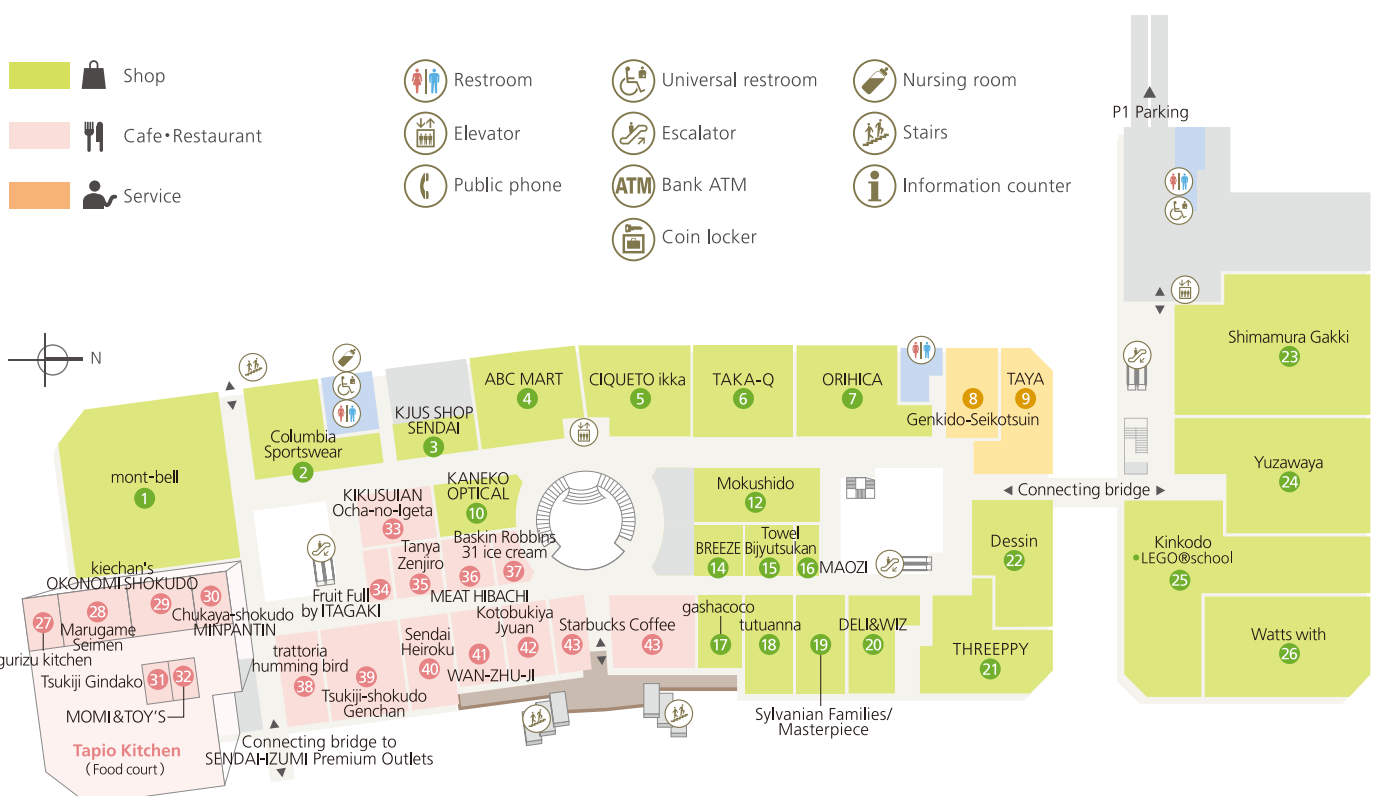 Shop
Cafe•Restaurant
Service
Restroom
Elevator
Public phone
Universal restroom
Escalator
ATM Bank ATM
Coin locker
Nursing room
Stairs
Information counter
P1 Parking
N
mont-bell
1
Columbia
Sportswear
2
KJUS SHOP
SENDAI
3
ABC MART
4
CIQUETO ikka
5
TAKA-Q
6
ORIHICA
7
8
Genkido-Seikotsuin
TAYA
9
Shimamura Gakki
23
Yuzawaya
24
Connecting bridge
KIKUSUIAN
Ocha-no-Igeta
33
KANEKO
OPTICAL
10
Mokushido
12
BREEZE
14
Towel
Bijyutsukan
15
16
MAOZI
Dessin
22
Kinkodo
LEGO®school
25
Watts with
26
Fruit Full
by ITAGAKI
34
Tanya
Zenjiro
35
36
MEAT HIBACHI
Baskin Robbins
31 ice cream
37
kiechan's
OKONOMI SHOKUDO
27
gurizu kitchen
28
Marugame
Seimen
29
30
Chukaya-shokudo
MINPANTIN
Tsukiji Gindako
31
32
MOMI&TOY'S
Tapio Kitchen
(Food court)
trattoria
humming bird
38
39
Tsukiji-shokudo
Genchan
Sendai
Heiroku
40
41
WAN-ZHU-JI
Kotobukiya
Jyuan
42
Starbucks Coffee
43
43
gashacoco
17
tutuanna
18
19
Sylvanian Families/
Masterpiece
DELI&WIZ
20
THREEPPY
21
Connecting bridge to
SENDAI-IZUMI Premium Outlets